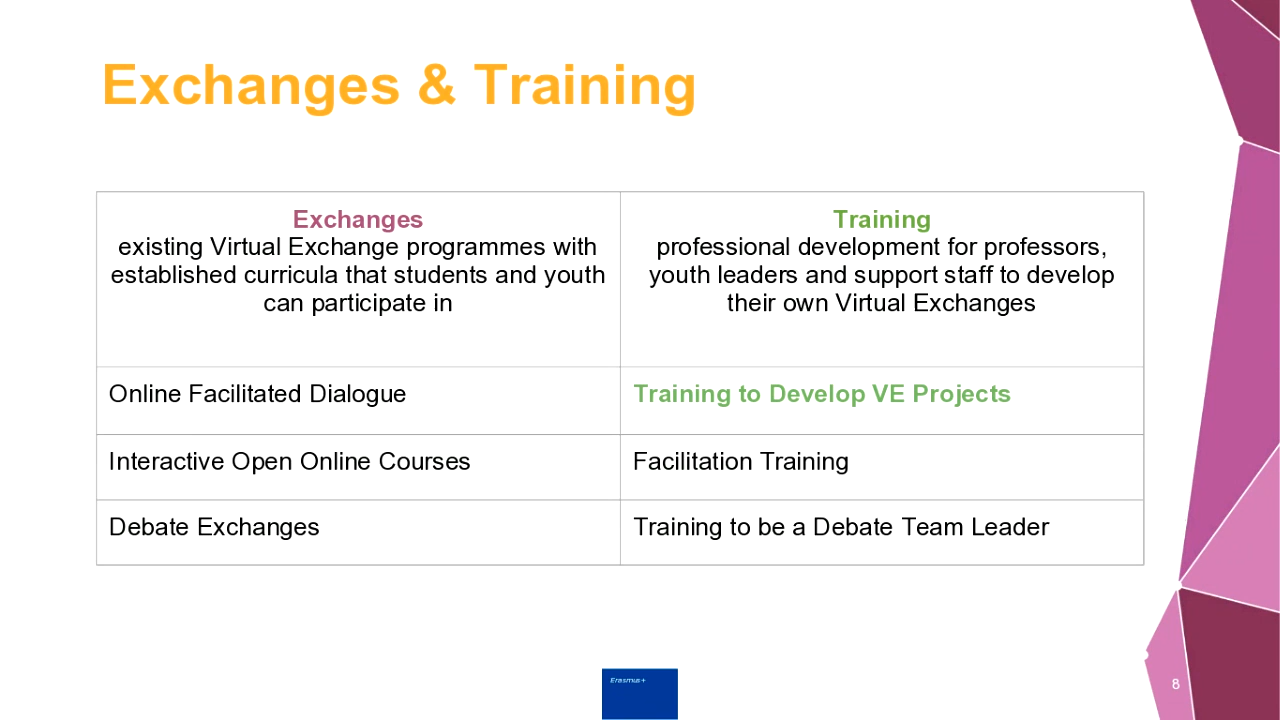 Exchanges & Training
Exchanges
existing Virtual Exchange programmes with
established curricula that students and youth
can participate in
Training
professional development for professors,
youth leaders and support staff to develop
their own Virtual Exchanges
Online Facilitated Dialogue
Training to Develop VE Projects
Interactive Open Online Courses
Facilitation Training
Debate Exchanges
Training to be a Debate Team Leader
Erasmus+
8